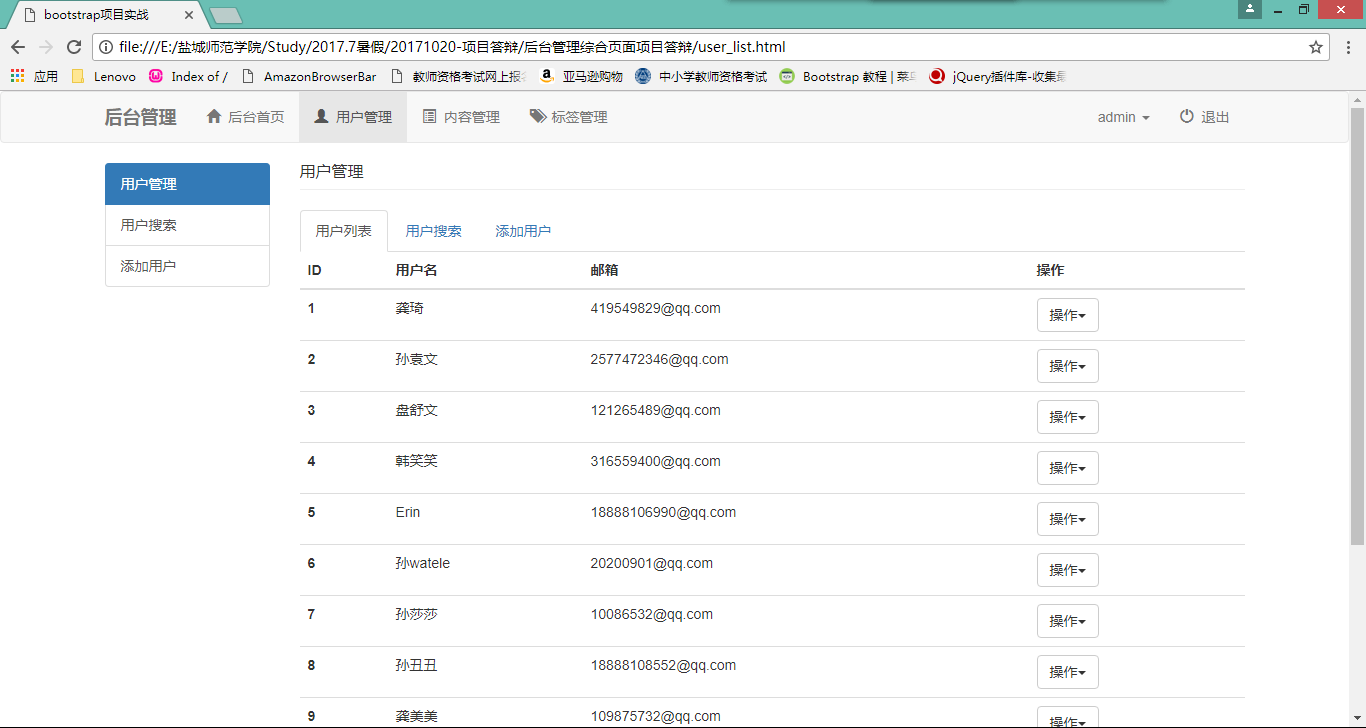 bootstrap项目实战
file:///E:/盐城师范学院/Study/2017.7暑假/20171020-项目答辩/后台管理综合页面项目答辩/user_list.html
应用 Lenovo Index of / AmazonBrowserBar 教师资格考试网上报 亚马逊购物 中小学教师资格考试 Bootstrap 教程 | 菜 jQuery插件库-收集
后台管理 后台首页 用户管理 内容管理 标签管理 admin 退出
用户管理
用户搜索
添加用户
用户管理
用户列表 用户搜索 添加用户
ID 用户名 邮箱 操作
1 龚琦 419549829@qq.com 操作
2 孙袁文 2577472346@qq.com 操作
3 盘舒文 121265489@qq.com 操作
4 韩笑笑 316559400@qq.com 操作
5 Erin 18888106990@qq.com 操作
6 孙watele 20200901@qq.com 操作
7 孙莎莎 10086532@qq.com 操作
8 孙丑丑 18888108552@qq.com 操作
9 龚美美 109875732@qq.com 操作